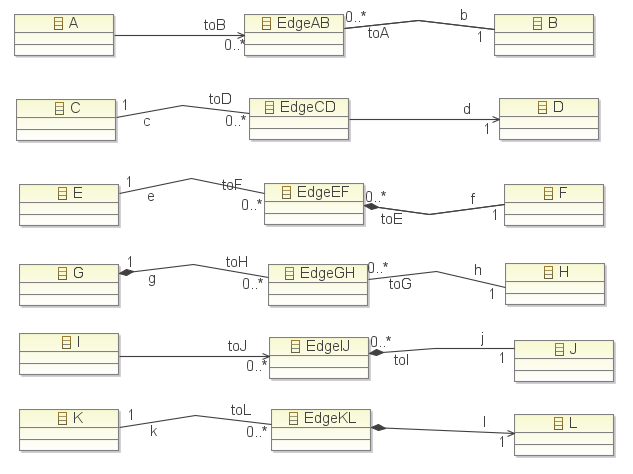 A toB 0..* EdgeAB 0..* toA b 1 B
C 1 c toD 0..* EdgeCD d 1 D
E 1 e toF 0..* EdgeEF 0..* toE f 1 F
G 1 g toH 0..* EdgeGH 0..* toG h 1 H
I toJ 0..* EdgeIJ 0..* toI j 1 J
K 1 k toL 0..* EdgeKL l 1 L